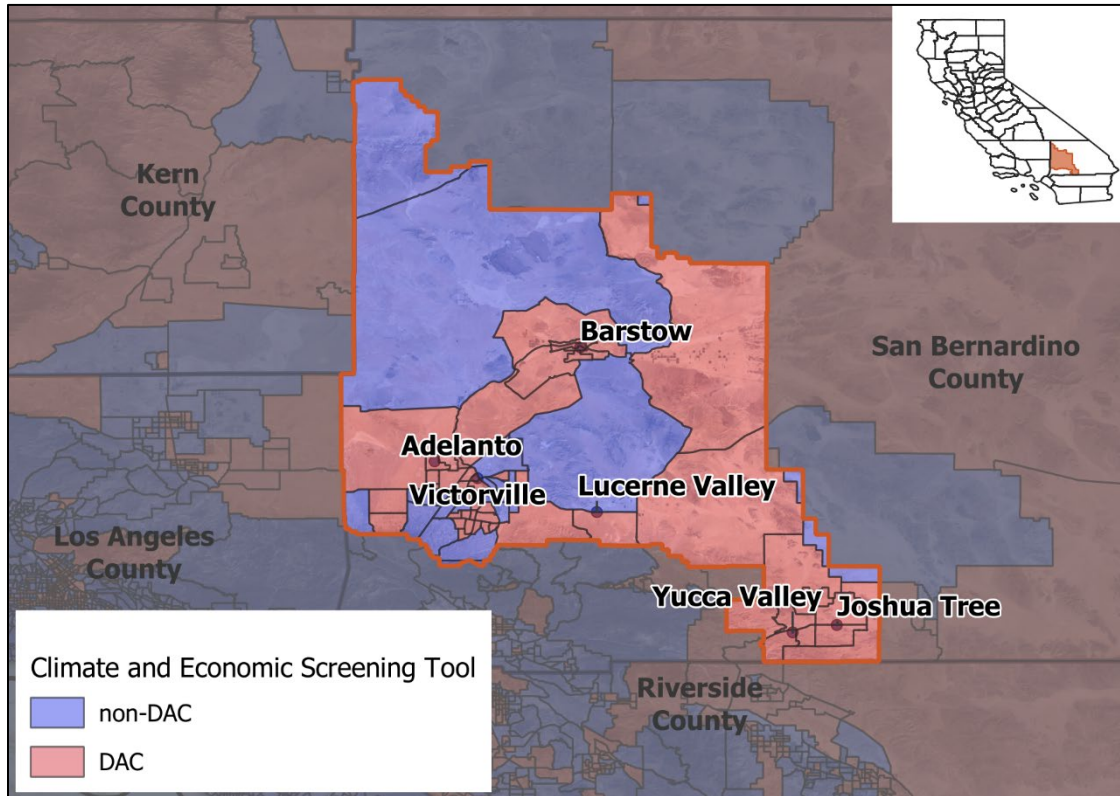 Kern
County
Barstow
San Bernardino
County
Adelanto
Victorville
Lucerne Valley
Los Angeles
County
Yucca Valley
Joshua Tree
Riverside
County
Climate and Economic Screening Tool
non-DAC
DAC